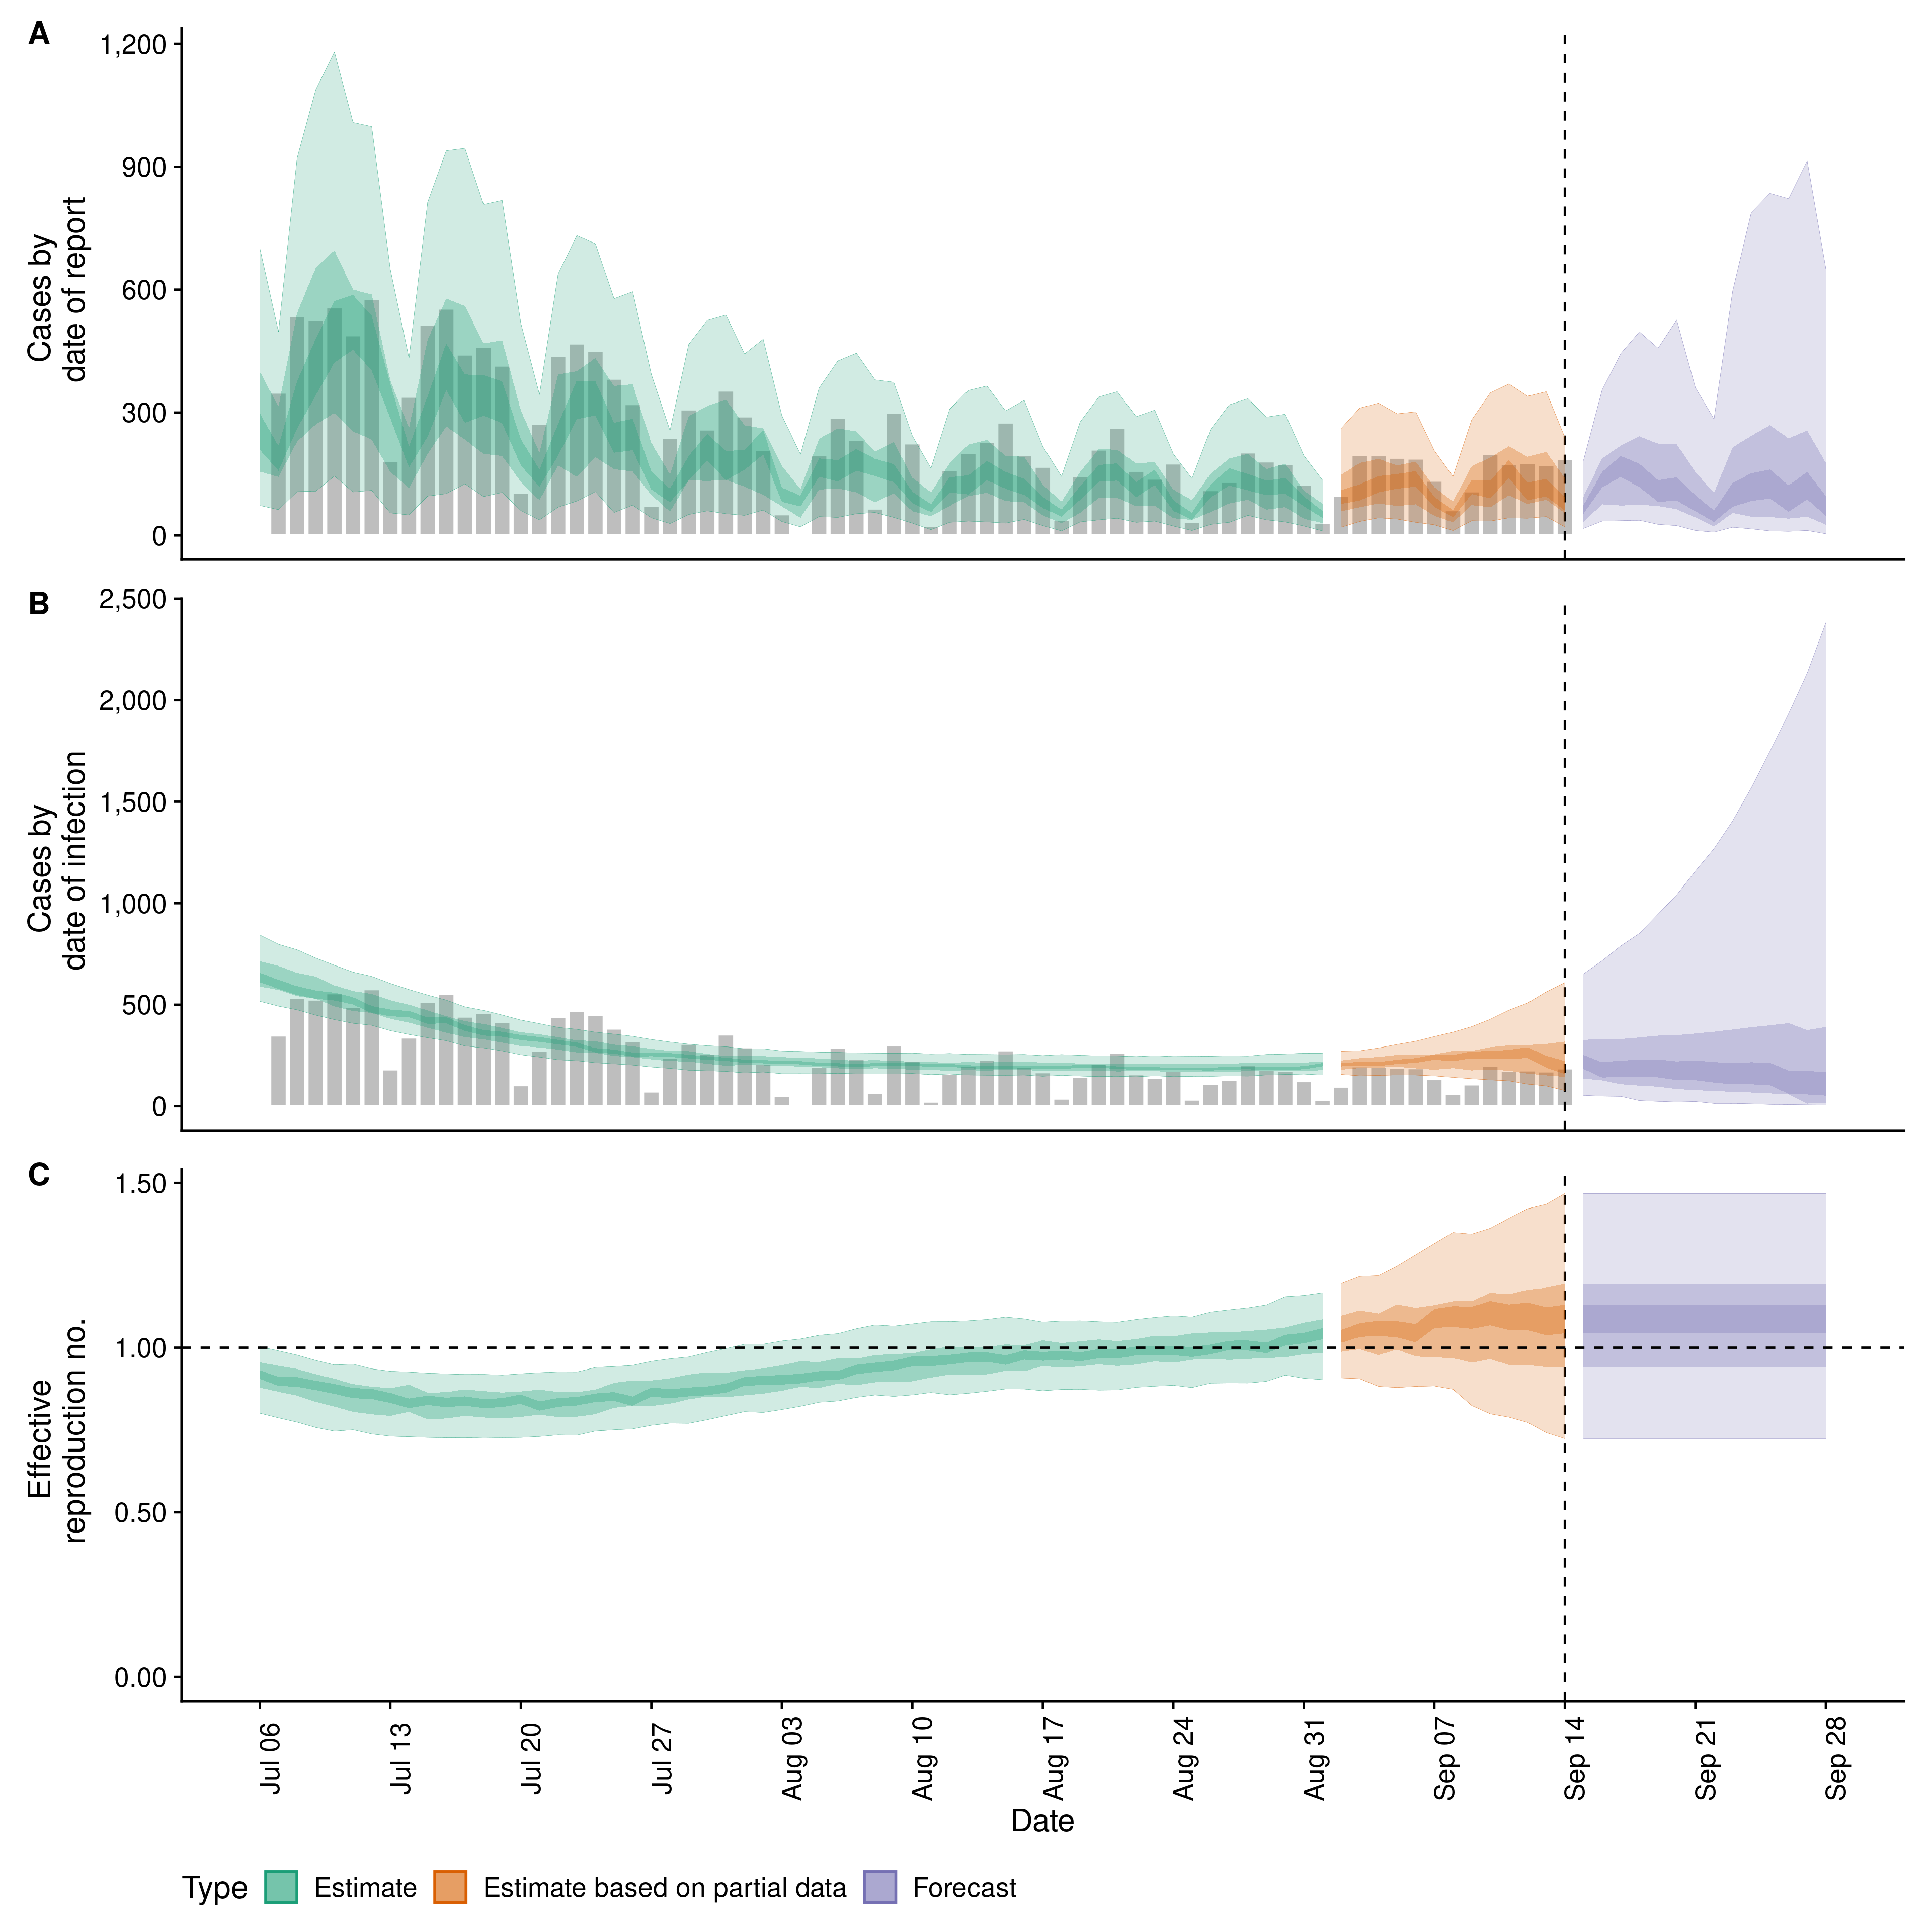 A
Cases by
date of report
1,200
900
600
300
0
B
Cases by
date of infection
2,500
2,000
1,500
1,000
500
0
C
Effective
reproduction no.
1.50
1.00
0.50
0.00
Jul 06
Jul 13
Jul 20
Jul 27
Aug 03
Aug 10
Aug 17
Aug 24
Aug 31
Sep 07
Sep 14
Sep 21
Sep 28
Date
Type Estimate Estimate based on partial data Forecast